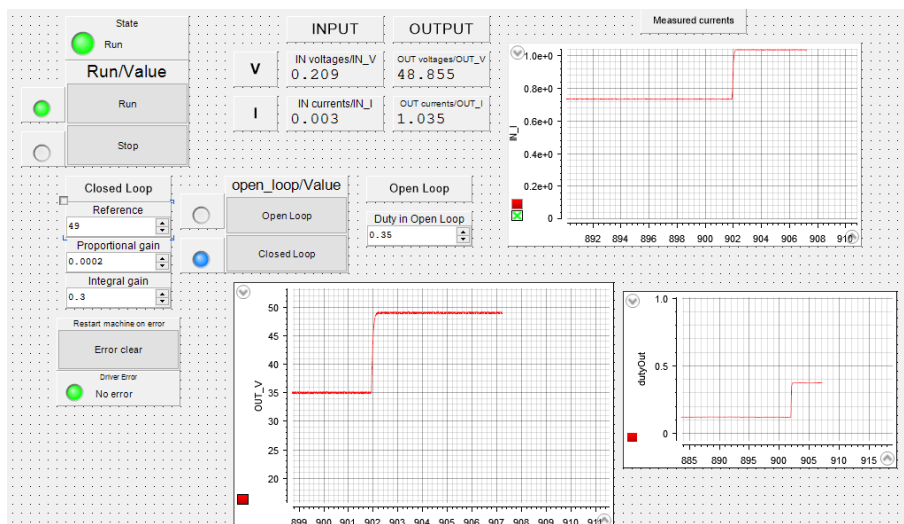 State
Run
Run/Value
Run
Stop
INPUT OUTPUT
V
IN voltages/IN_V
0.209
OUT voltages/OUT_V
48.855
I
IN currents/IN_I
0.003
OUT currents/OUT_I
1.035
Measured currents
1.0e+0
0.8e+0
0.6e+0
0.4e+0
0.2e+0
0
IN_I
892 894 896 898 900 902 904 906 908 910
Closed Loop
Reference
49
Proportional gain
0.0002
Integral gain
0.3
open_loop/Value
Open Loop
Closed Loop
Open Loop
Duty in Open Loop
0.35
Restart machine on error
Error clear
Driver Error
No error
50
45
40
35
30
25
20
OUT_V
899 900 901 902 903 904 905 906 907 908 909 910 911
1.0
0.5
0
dutyOut
885 890 895 900 905 910 915